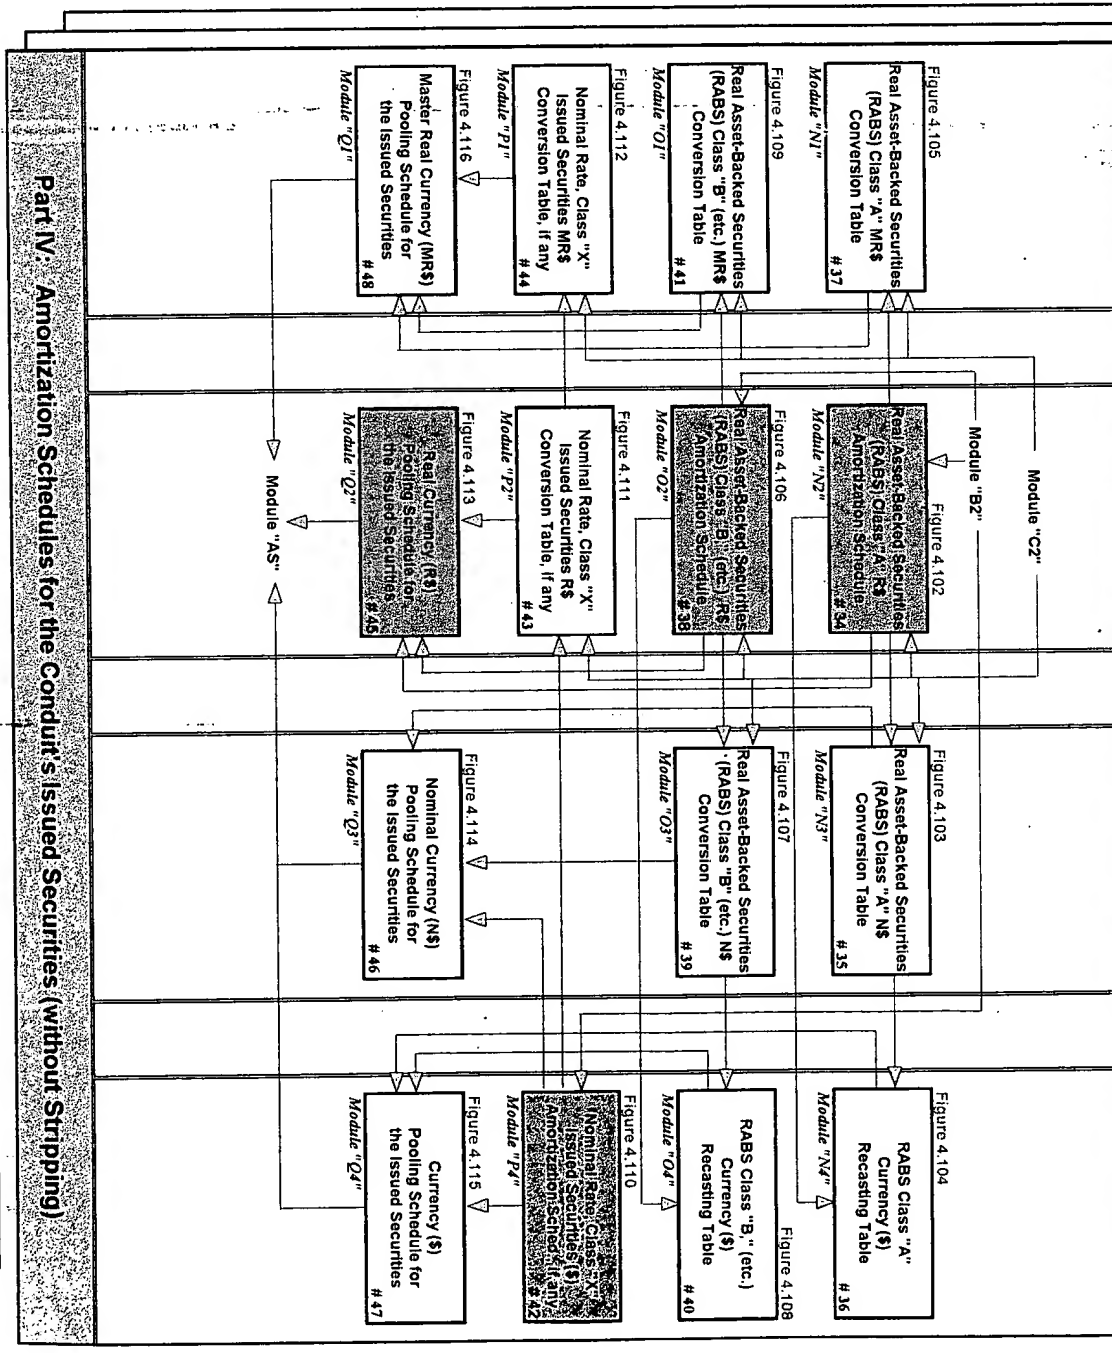 Module "C2"
Module "B2"
Figure 4.105
Real Asset-Backed Securities
(RABS) Class "A" MR$
Conversion Table
# 37
Module "N1"
Figure 4.102
Real Asset-Backed Securities
(RABS) Class "A" R$
Amortization Schedule
# 34
Module "N2"
Figure 4.103
Real Asset-Backed Securities
(RABS) Class "A" N$
Conversion Table
# 35
Module "N3"
Figure 4.104
RABS Class "A"
Currency ($)
Recasting Table
# 36
Module "N4"
Figure 4.109
Real Asset-Backed Securities
(RABS) Class "B" (etc.) MR$
Conversion Table
# 41
Module "O1"
Figure 4.106
Real Asset-Backed Securities
(RABS) Class "B" (etc.) R$
Amortization Schedule
# 38
Module "O2"
Figure 4.107
Real Asset-Backed Securities
(RABS) Class "B" (etc.) N$
Conversion Table
# 39
Module "O3"
Figure 4.108
RABS Class "B," (etc.)
Currency ($)
Recasting Table
# 40
Module "O4"
Figure 4.112
Nominal Rate, Class "X"
Issued Securities MR$
Conversion Table, if any
# 44
Module "P1"
Figure 4.111
Nominal Rate, Class "X"
Issued Securities R$
Conversion Table, if any
# 43
Module "P2"
Figure 4.110
Nominal Rate, Class "X"
Issued Securities ($)
Amortization Sched, if any
# 42
Module "P4"
Figure 4.116
Master Real Currency (MR$)
Pooling Schedule for
the Issued Securities
# 48
Module "Q1"
Figure 4.113
Real Currency (R$)
Pooling Schedule for
the Issued Securities
# 45
Module "Q2"
Figure 4.114
Nominal Currency (N$)
Pooling Schedule for
the Issued Securities
# 46
Module "Q3"
Figure 4.115
Currency ($)
Pooling Schedule for
the Issued Securities
# 47
Module "Q4"
Module "AS"
Part IV: Amortization Schedules for the Conduit's Issued Securities (without Stripping)